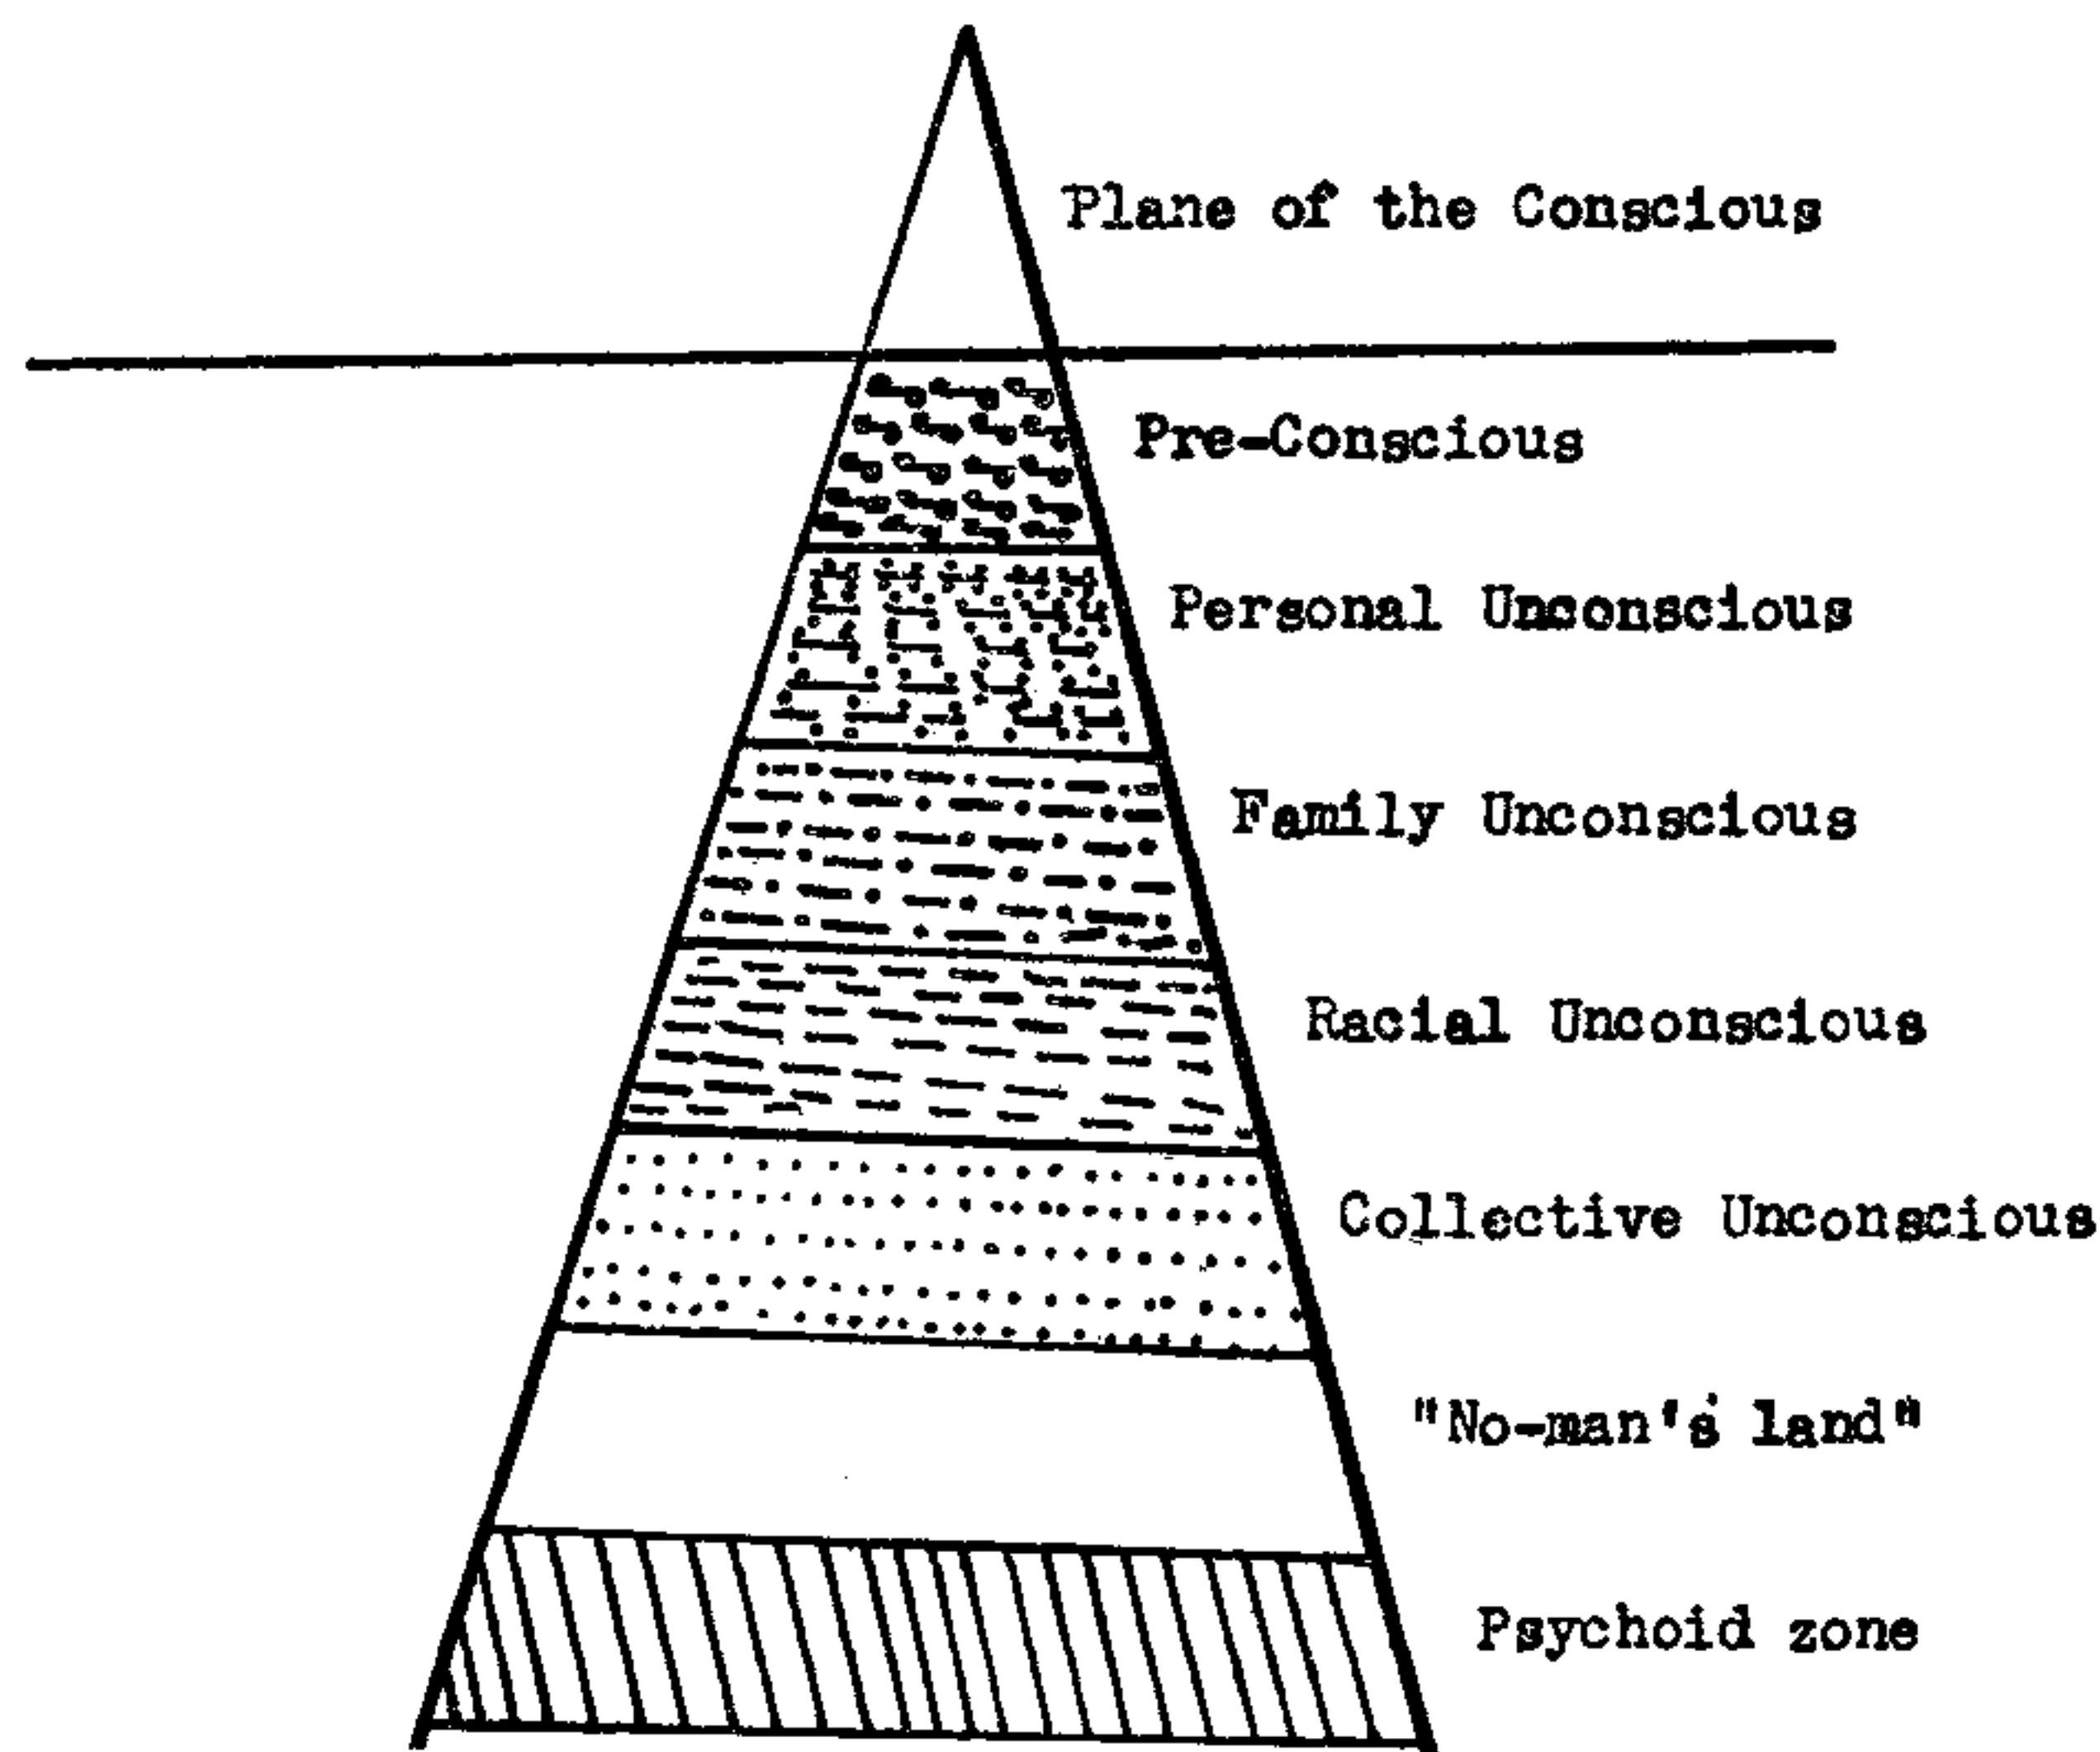 Plane of the Conscious
Pre-Conscious
Personal Unconscious
Family Unconscious
Racial Unconscious
Collective Unconscious
"No-man's land"
Psychoid zone